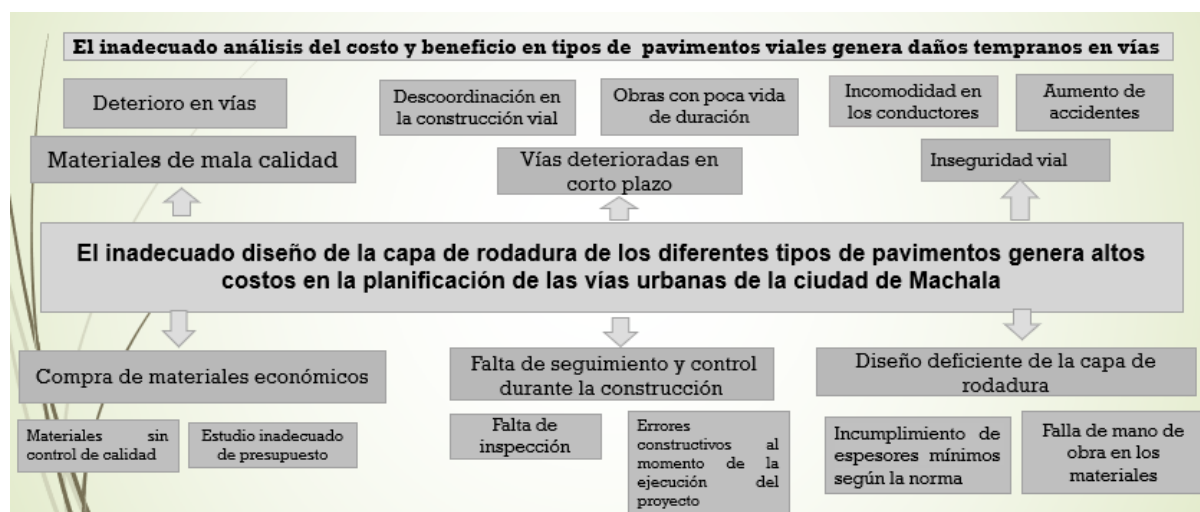 El inadecuado análisis del costo y beneficio en tipos de pavimentos viales genera daños tempranos en vías
Deterioro en vías
Descoordinación en
la construcción vial
Obras con poca vida
de duración
Incomodidad en
los conductores
Aumento de
accidentes
Materiales de mala calidad
Vías deterioradas en
corto plazo
Inseguridad vial
El inadecuado diseño de la capa de rodadura de los diferentes tipos de pavimentos genera altos
costos en la planificación de las vías urbanas de la ciudad de Machala
Compra de materiales económicos
Falta de seguimiento y control
durante la construcción
Diseño deficiente de la capa de
rodadura
Materiales sin
control de calidad
Estudio inadecuado
de presupuesto
Falta de
inspección
Errores
constructivos al
momento de la
ejecución del
proyecto
Incumplimiento de
espesores mínimos
según la norma
Falla de mano de
obra en los
materiales